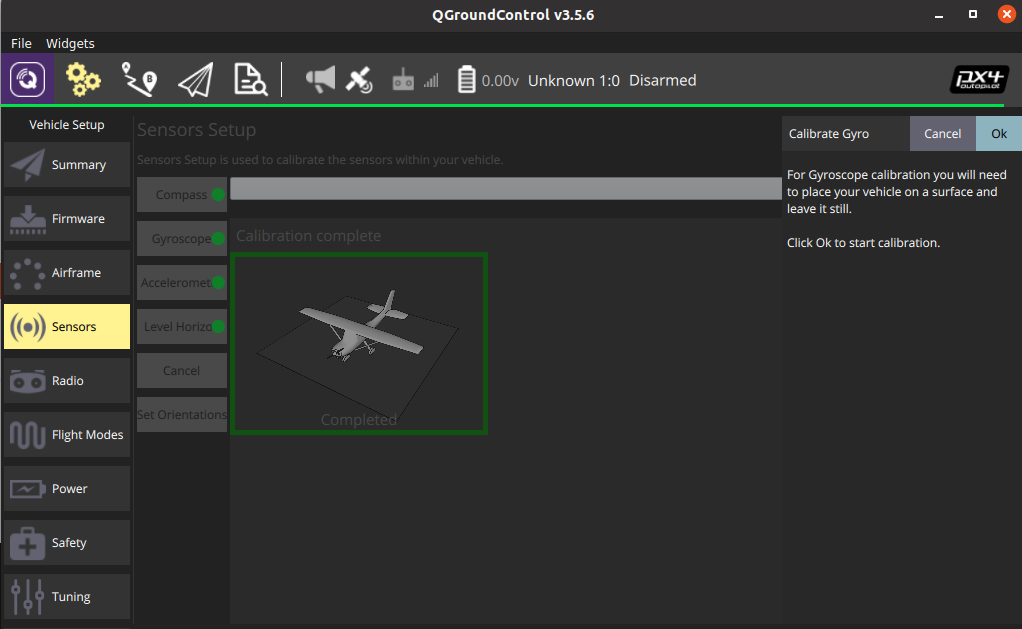 QGroundControl v3.5.6
File Widgets
0.00v Unknown 1:0 Disarmed
px4
autopilot
Vehicle Setup
Summary
Firmware
Airframe
Sensors
Radio
Flight Modes
Power
Safety
Tuning
Sensors Setup
Sensors Setup is used to calibrate the sensors within your vehicle.
Compass
Gyroscope
Acceleromet
Level Horizo
Cancel
Set Orientations
Calibration complete
Completed
Calibrate Gyro
Cancel
Ok
For Gyroscope calibration you will need
to place your vehicle on a surface and
leave it still.
Click Ok to start calibration.